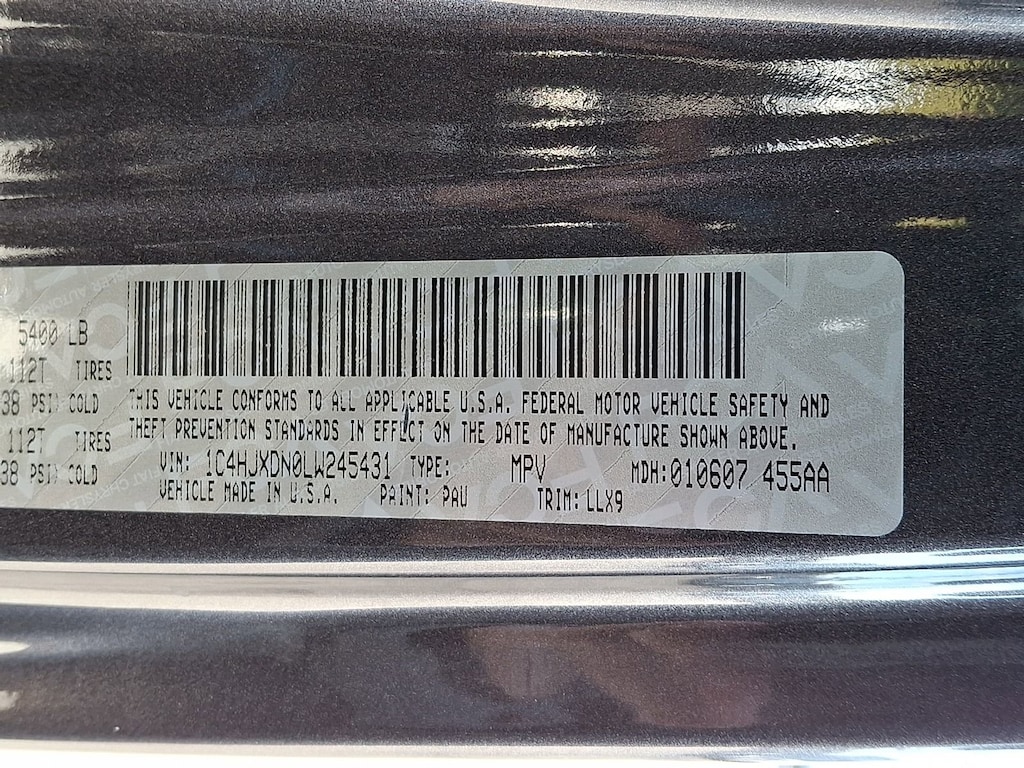 5400 LB
112T TIRES
38 PSI COLD
112T TIRES
38 PSI COLD
THIS VEHICLE CONFORMS TO ALL APPLICABLE U.S.A. FEDERAL MOTOR VEHICLE SAFETY AND
THEFT PREVENTION STANDARDS IN EFFECT ON THE DATE OF MANUFACTURE SHOWN ABOVE.
VIN: 1C4HJXDN0LW245431 TYPE: MPV MDH: 010607 455AA
VEHICLE MADE IN U.S.A. PAINT: PAU TRIM: LLX9